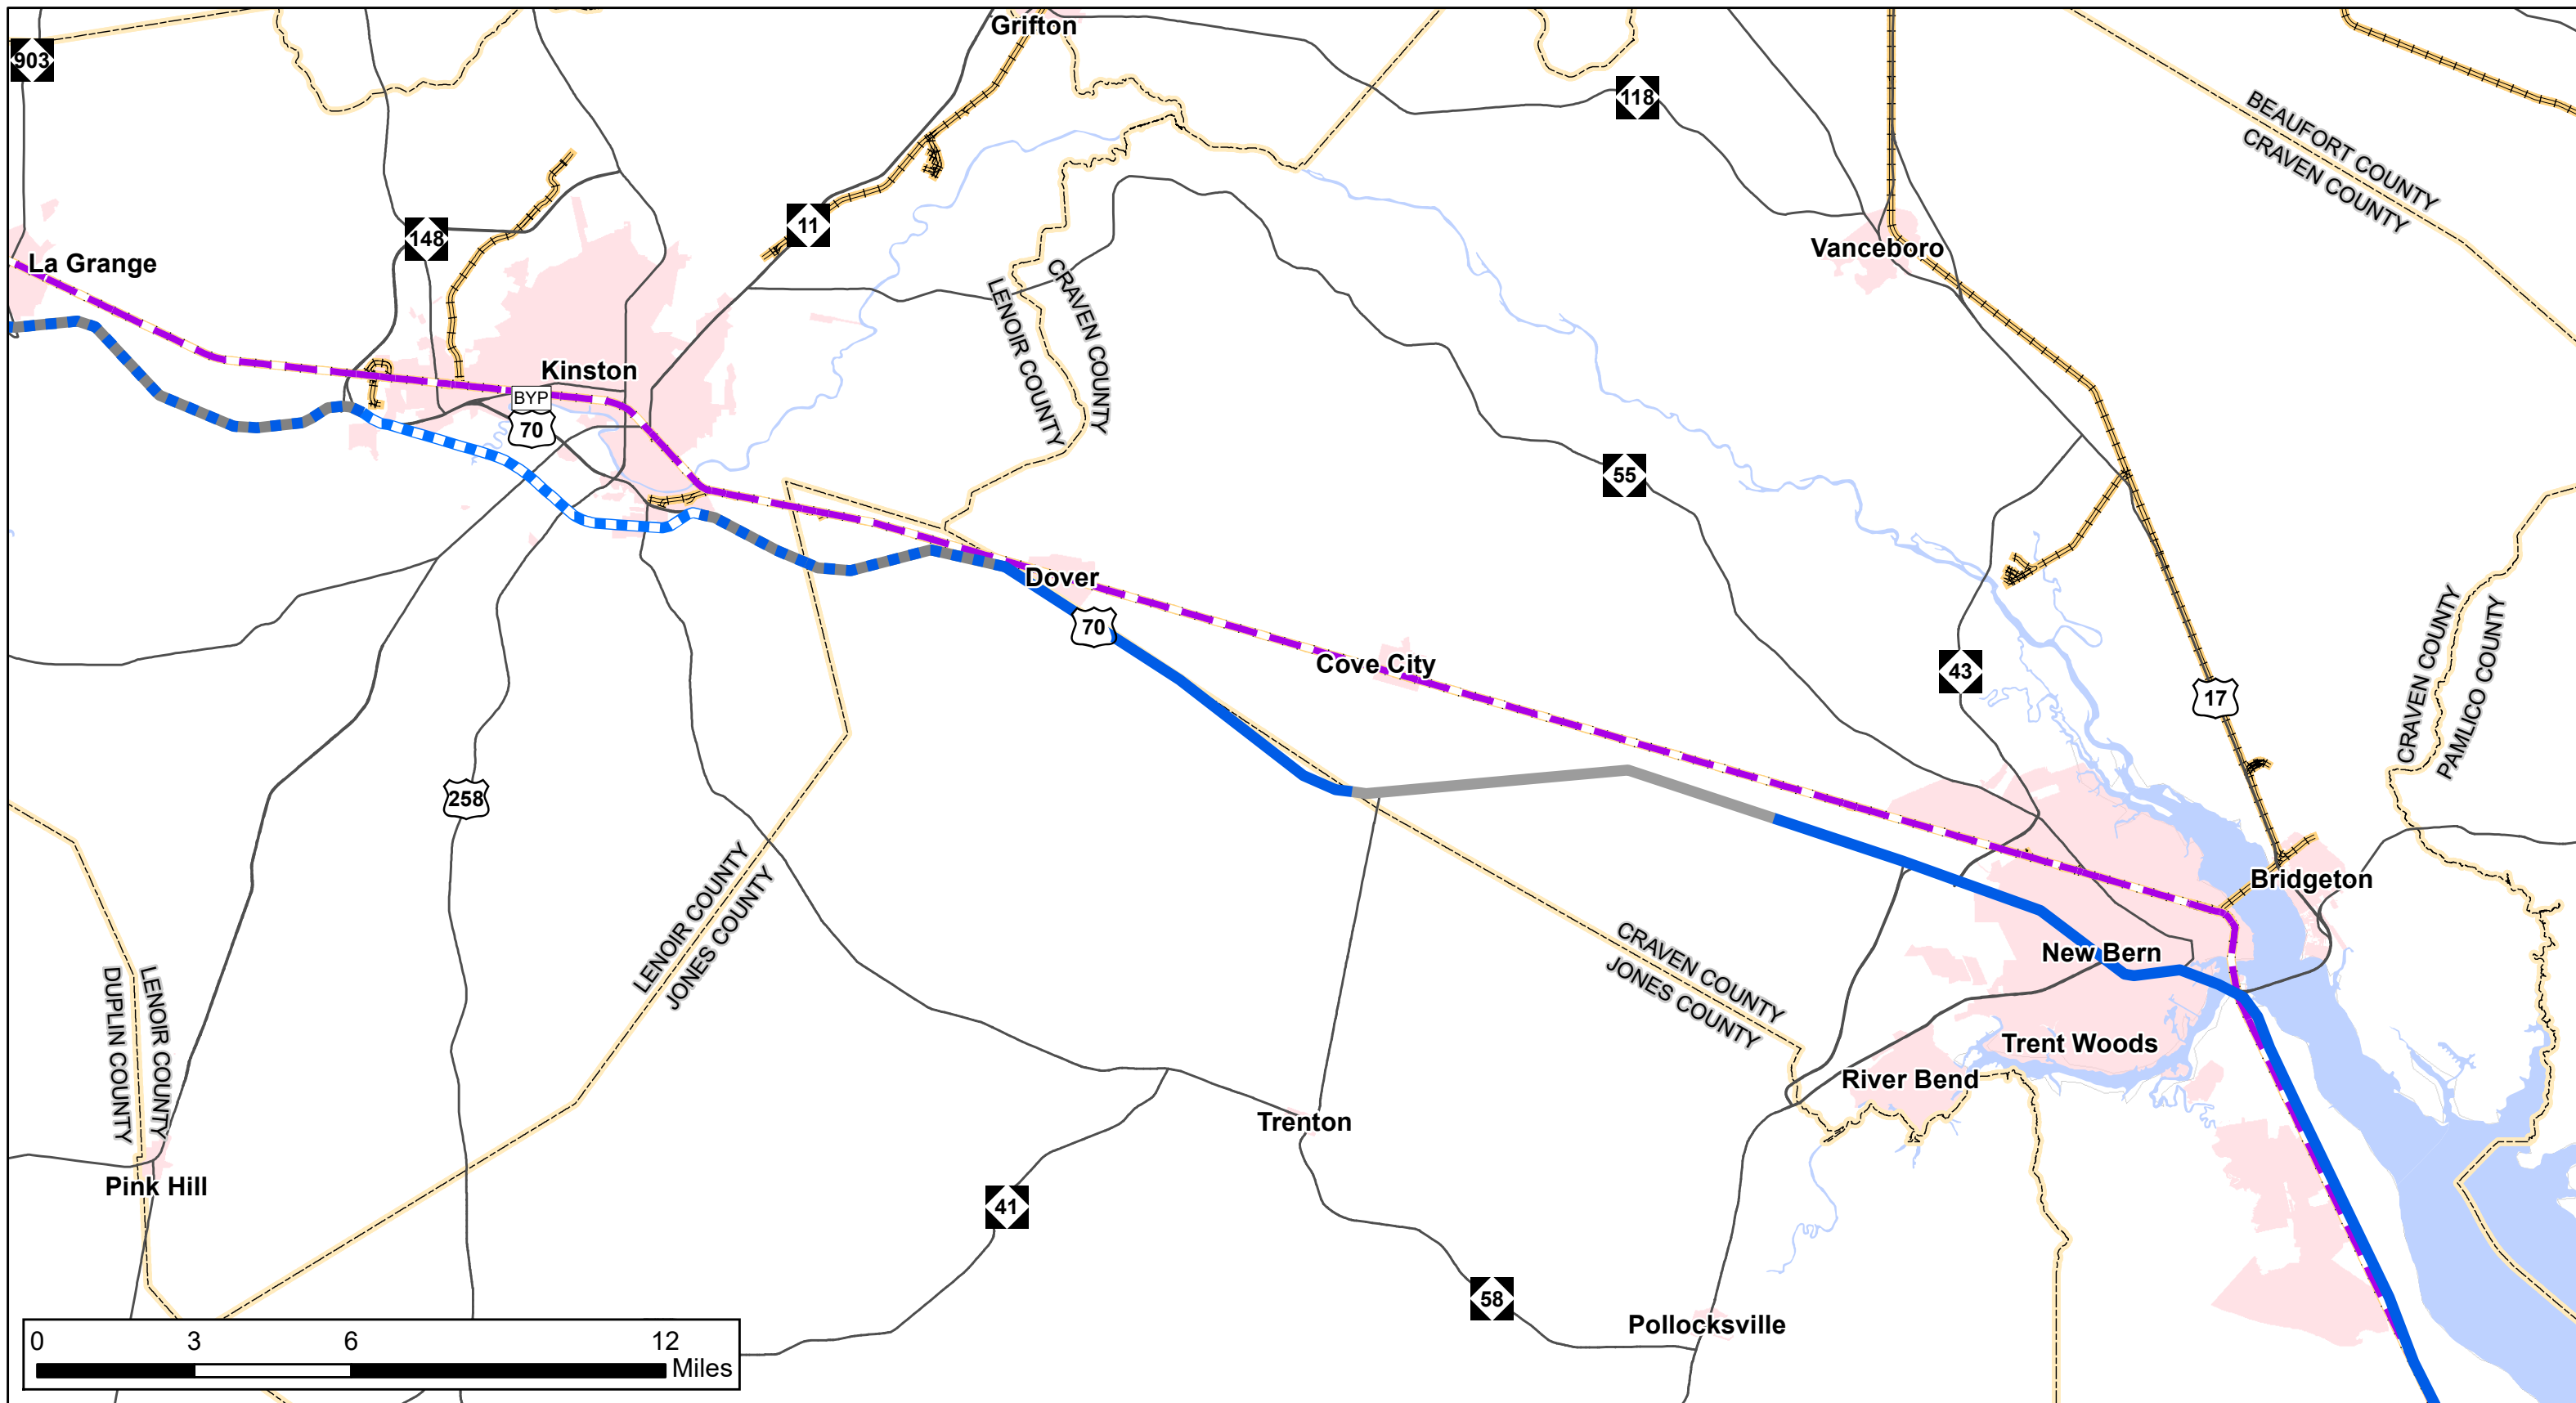 Grifton
903
118
BEAUFORT COUNTY
CRAVEN COUNTY
11
148
Vanceboro
La Grange
CRAVEN COUNTY
LENOIR COUNTY
Kinston
BYP
70
55
Dover
70
Cove City
43
17
CRAVEN COUNTY
PAMLICO COUNTY
258
LENOIR COUNTY
JONES COUNTY
Bridgeton
New Bern
CRAVEN COUNTY
JONES COUNTY
LENOIR COUNTY
DUPLIN COUNTY
Trent Woods
River Bend
Trenton
Pink Hill
41
58
Pollocksville
0 3 6 12
Miles